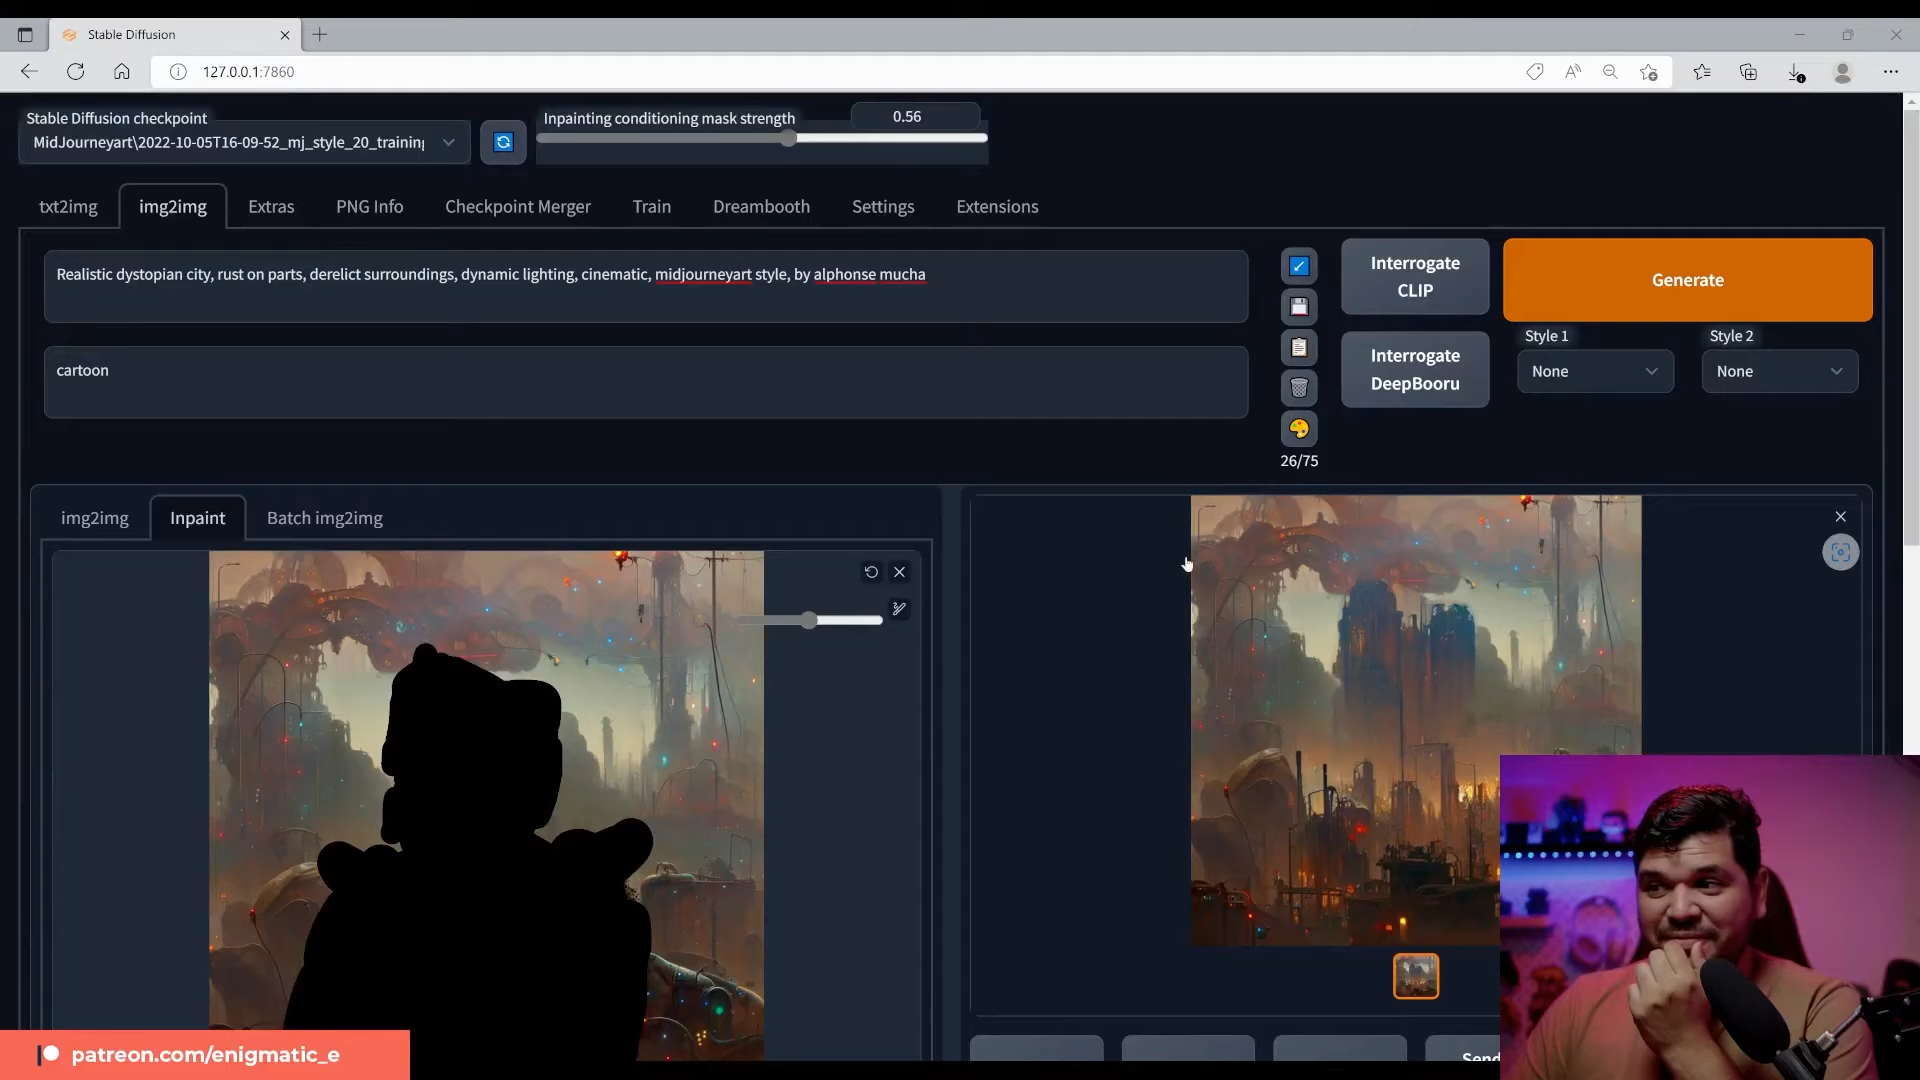 Stable Diffusion
127.0.0.1:7860
Stable Diffusion checkpoint
MidJourneyart\2022-10-05T16-09-52_mj_style_20_training
Inpainting conditioning mask strength
0.56
txt2img
img2img
Extras
PNG Info
Checkpoint Merger
Train
Dreambooth
Settings
Extensions
Realistic dystopian city, rust on parts, derelict surroundings, dynamic lighting, cinematic, midjourneyart style, by alphonse mucha
cartoon
26/75
Interrogate
CLIP
Interrogate
DeepBooru
Generate
Style 1
Style 2
None
None
img2img
Inpaint
Batch img2img
Send
patreon.com/enigmatic_e